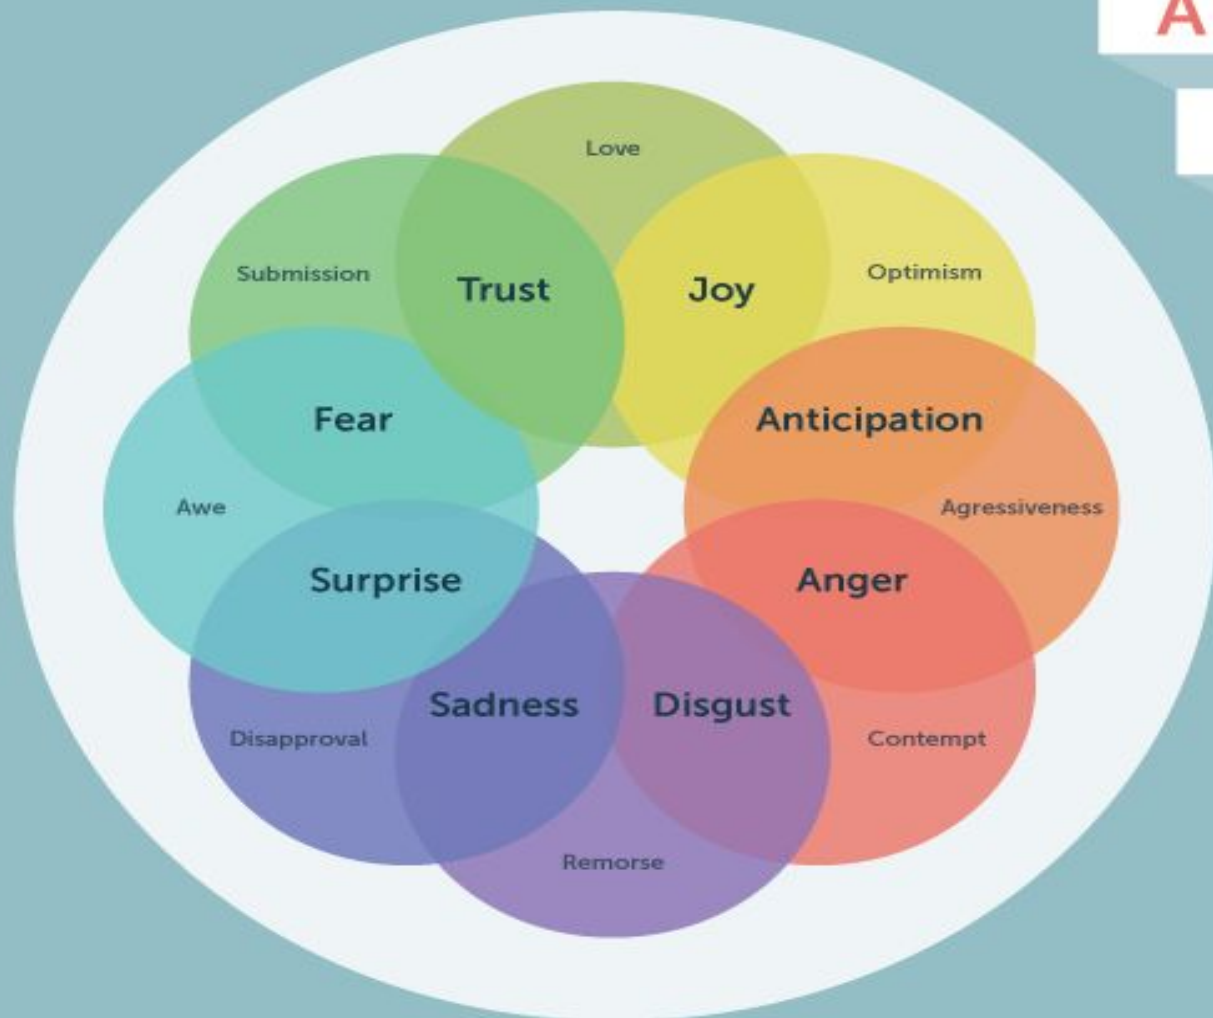 A
Love
Submission
Trust
Joy
Optimism
Fear
Anticipation
Awe
Agressiveness
Surprise
Anger
Sadness
Disgust
Disapproval
Contempt
Remorse